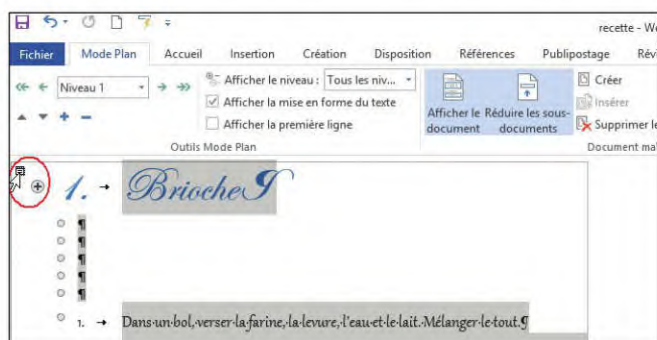 recette - We
Fichier Mode Plan Accueil Insertion Création Disposition Références Publipostage Rév
Niveau 1 Afficher le niveau : Tous les niv... Créer
Afficher la mise en forme du texte Afficher le Réduire les sous- Insérer
Afficher la première ligne document documents Supprimer le
Outils Mode Plan Document maî
1. → Brioche¶
¶
¶
¶
¶
¶
1. → Dans·un·bol,·verser·la·farine,·la·levure,·l'eau·et·le·lait.·Mélanger·le·tout.¶